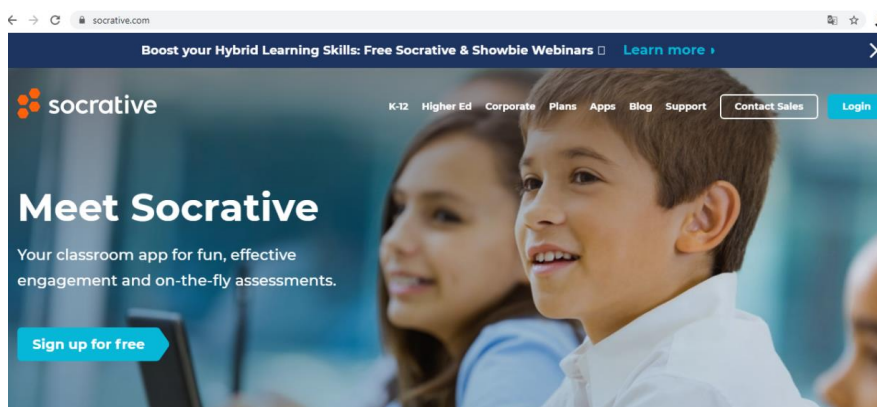 socrative.com
Boost your Hybrid Learning Skills: Free Socrative & Showbie Webinars Learn more
socrative
K-12 Higher Ed Corporate Plans Apps Blog Support Contact Sales Login
Meet Socrative
Your classroom app for fun, effective
engagement and on-the-fly assessments.
Sign up for free